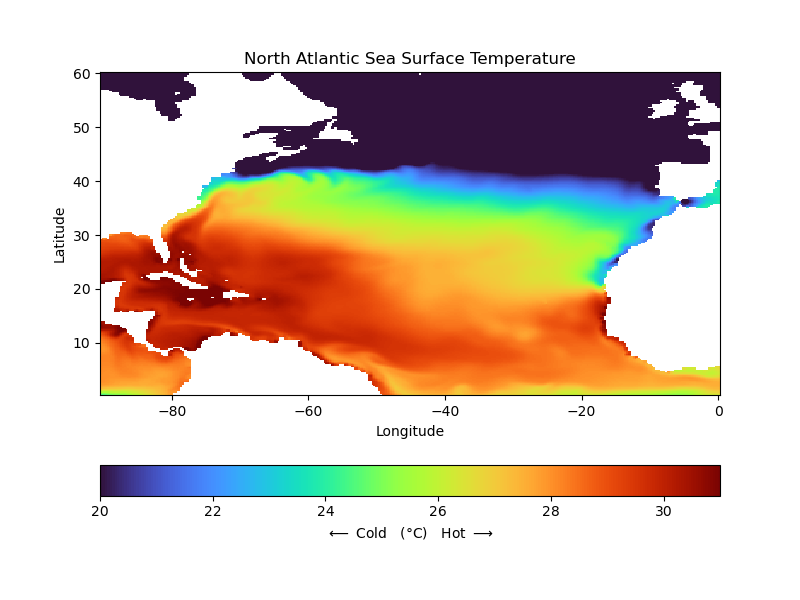 North Atlantic Sea Surface Temperature
60
50
40
30
20
10
Latitude
−80 −60 −40 −20 0
Longitude
20 22 24 26 28 30
⟵ Cold (°C) Hot ⟶